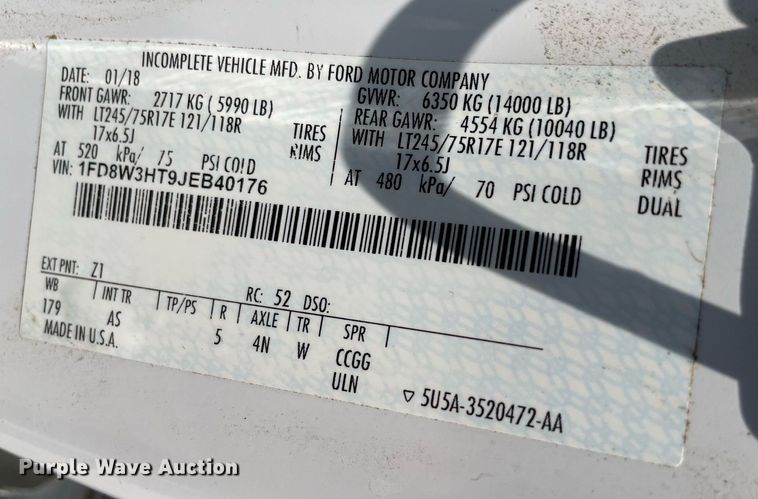 INCOMPLETE VEHICLE MFD. BY FORD MOTOR COMPANY
DATE: 01/18 GVWR: 6350 KG (14000 LB)
FRONT GAWR: 2717 KG ( 5990 LB) REAR GAWR: 4554 KG (10040 LB)
WITH LT245/75R17E 121/118R TIRES WITH LT245/75R17E 121/118R TIRES
17x6.5J RIMS 17x6.5J RIMS
AT 520 kPa/ 75 PSI COLD AT 480 kPa/ 70 PSI COLD DUAL
VIN: 1FD8W3HT9JEB40176
EXT PNT: Z1 RC: 52 DSO:
WB INT TR TP/PS R AXLE TR SPR
179 AS 5 4N W CCGG
MADE IN U.S.A. ULN
▽ 5U5A-3520472-AA
Purple Wave Auction